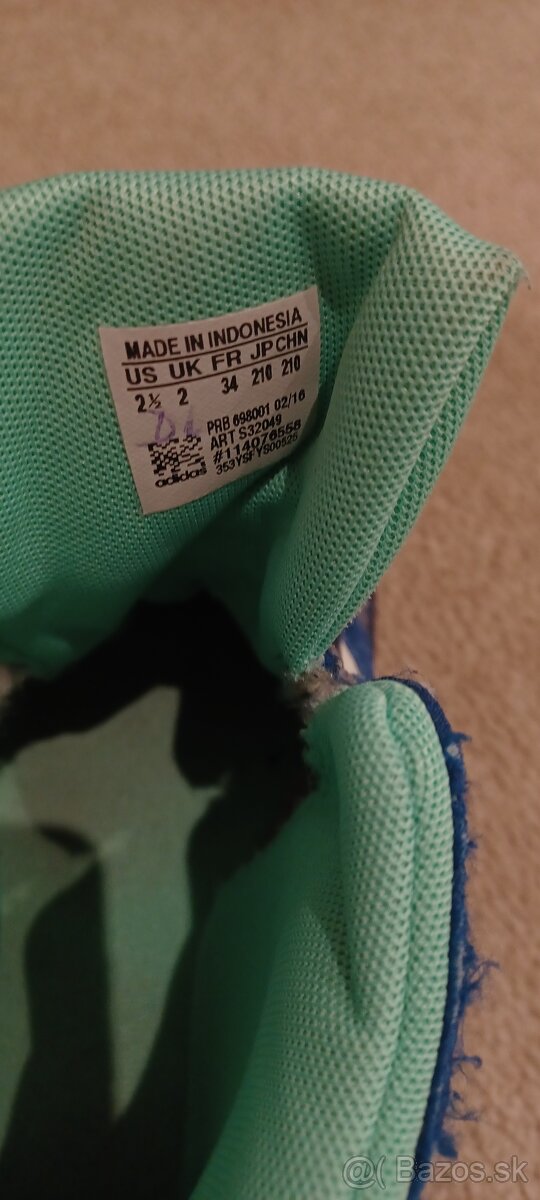 MADE IN INDONESIA
US UK FR JP CHN
2½ 2 34 210 210
PRB 698001 02/16
ART S32049
#114076558
353YSFYS00525
adidas
@( Bazos.sk